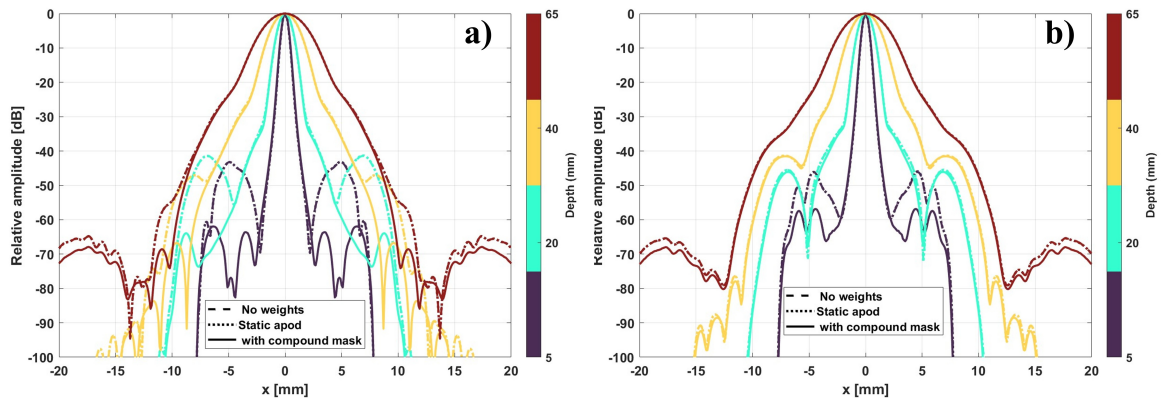 a)
0
-10
-20
-30
-40
-50
-60
-70
-80
-90
-100
Relative amplitude [dB]
No weights
Static apod
with compound mask
-20 -15 -10 -5 0 5 10 15 20
x [mm]
65
40
20
5
Depth (mm)
b)
0
-10
-20
-30
-40
-50
-60
-70
-80
-90
-100
Relative amplitude [dB]
No weights
Static apod
with compound mask
-20 -15 -10 -5 0 5 10 15 20
x [mm]
65
40
20
5
Depth (mm)